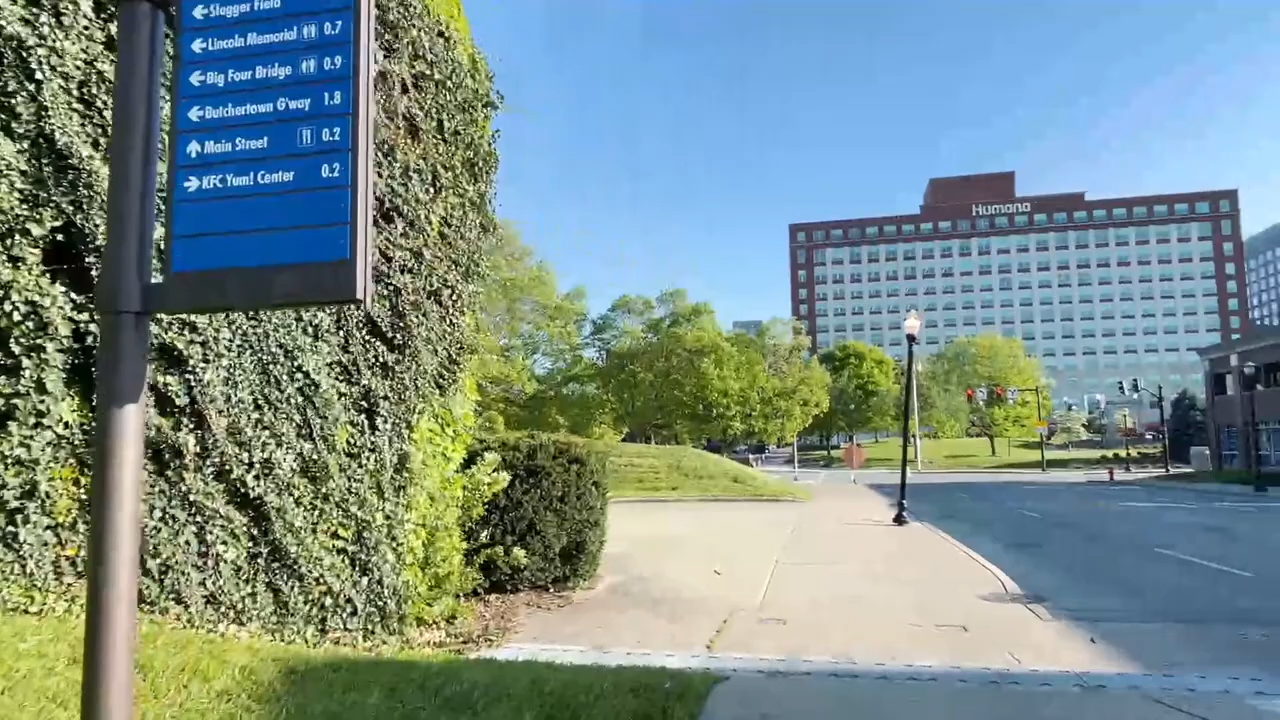 ←Slugger Field
←Lincoln Memorial 0.7
←Big Four Bridge 0.9
←Butchertown G'way 1.8
↑Main Street 0.2
→KFC Yum! Center 0.2
Humana